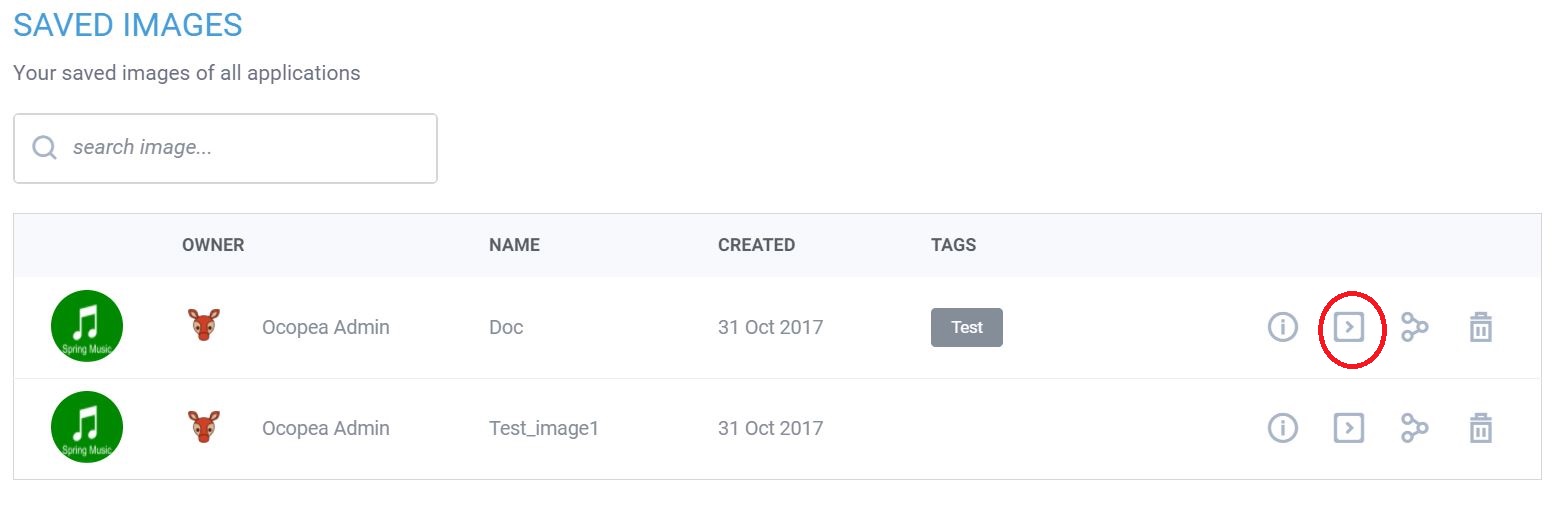 SAVED IMAGES
Your saved images of all applications
search image...
OWNER NAME CREATED TAGS
Spring Music Ocopea Admin Doc 31 Oct 2017 Test
Spring Music Ocopea Admin Test_image1 31 Oct 2017